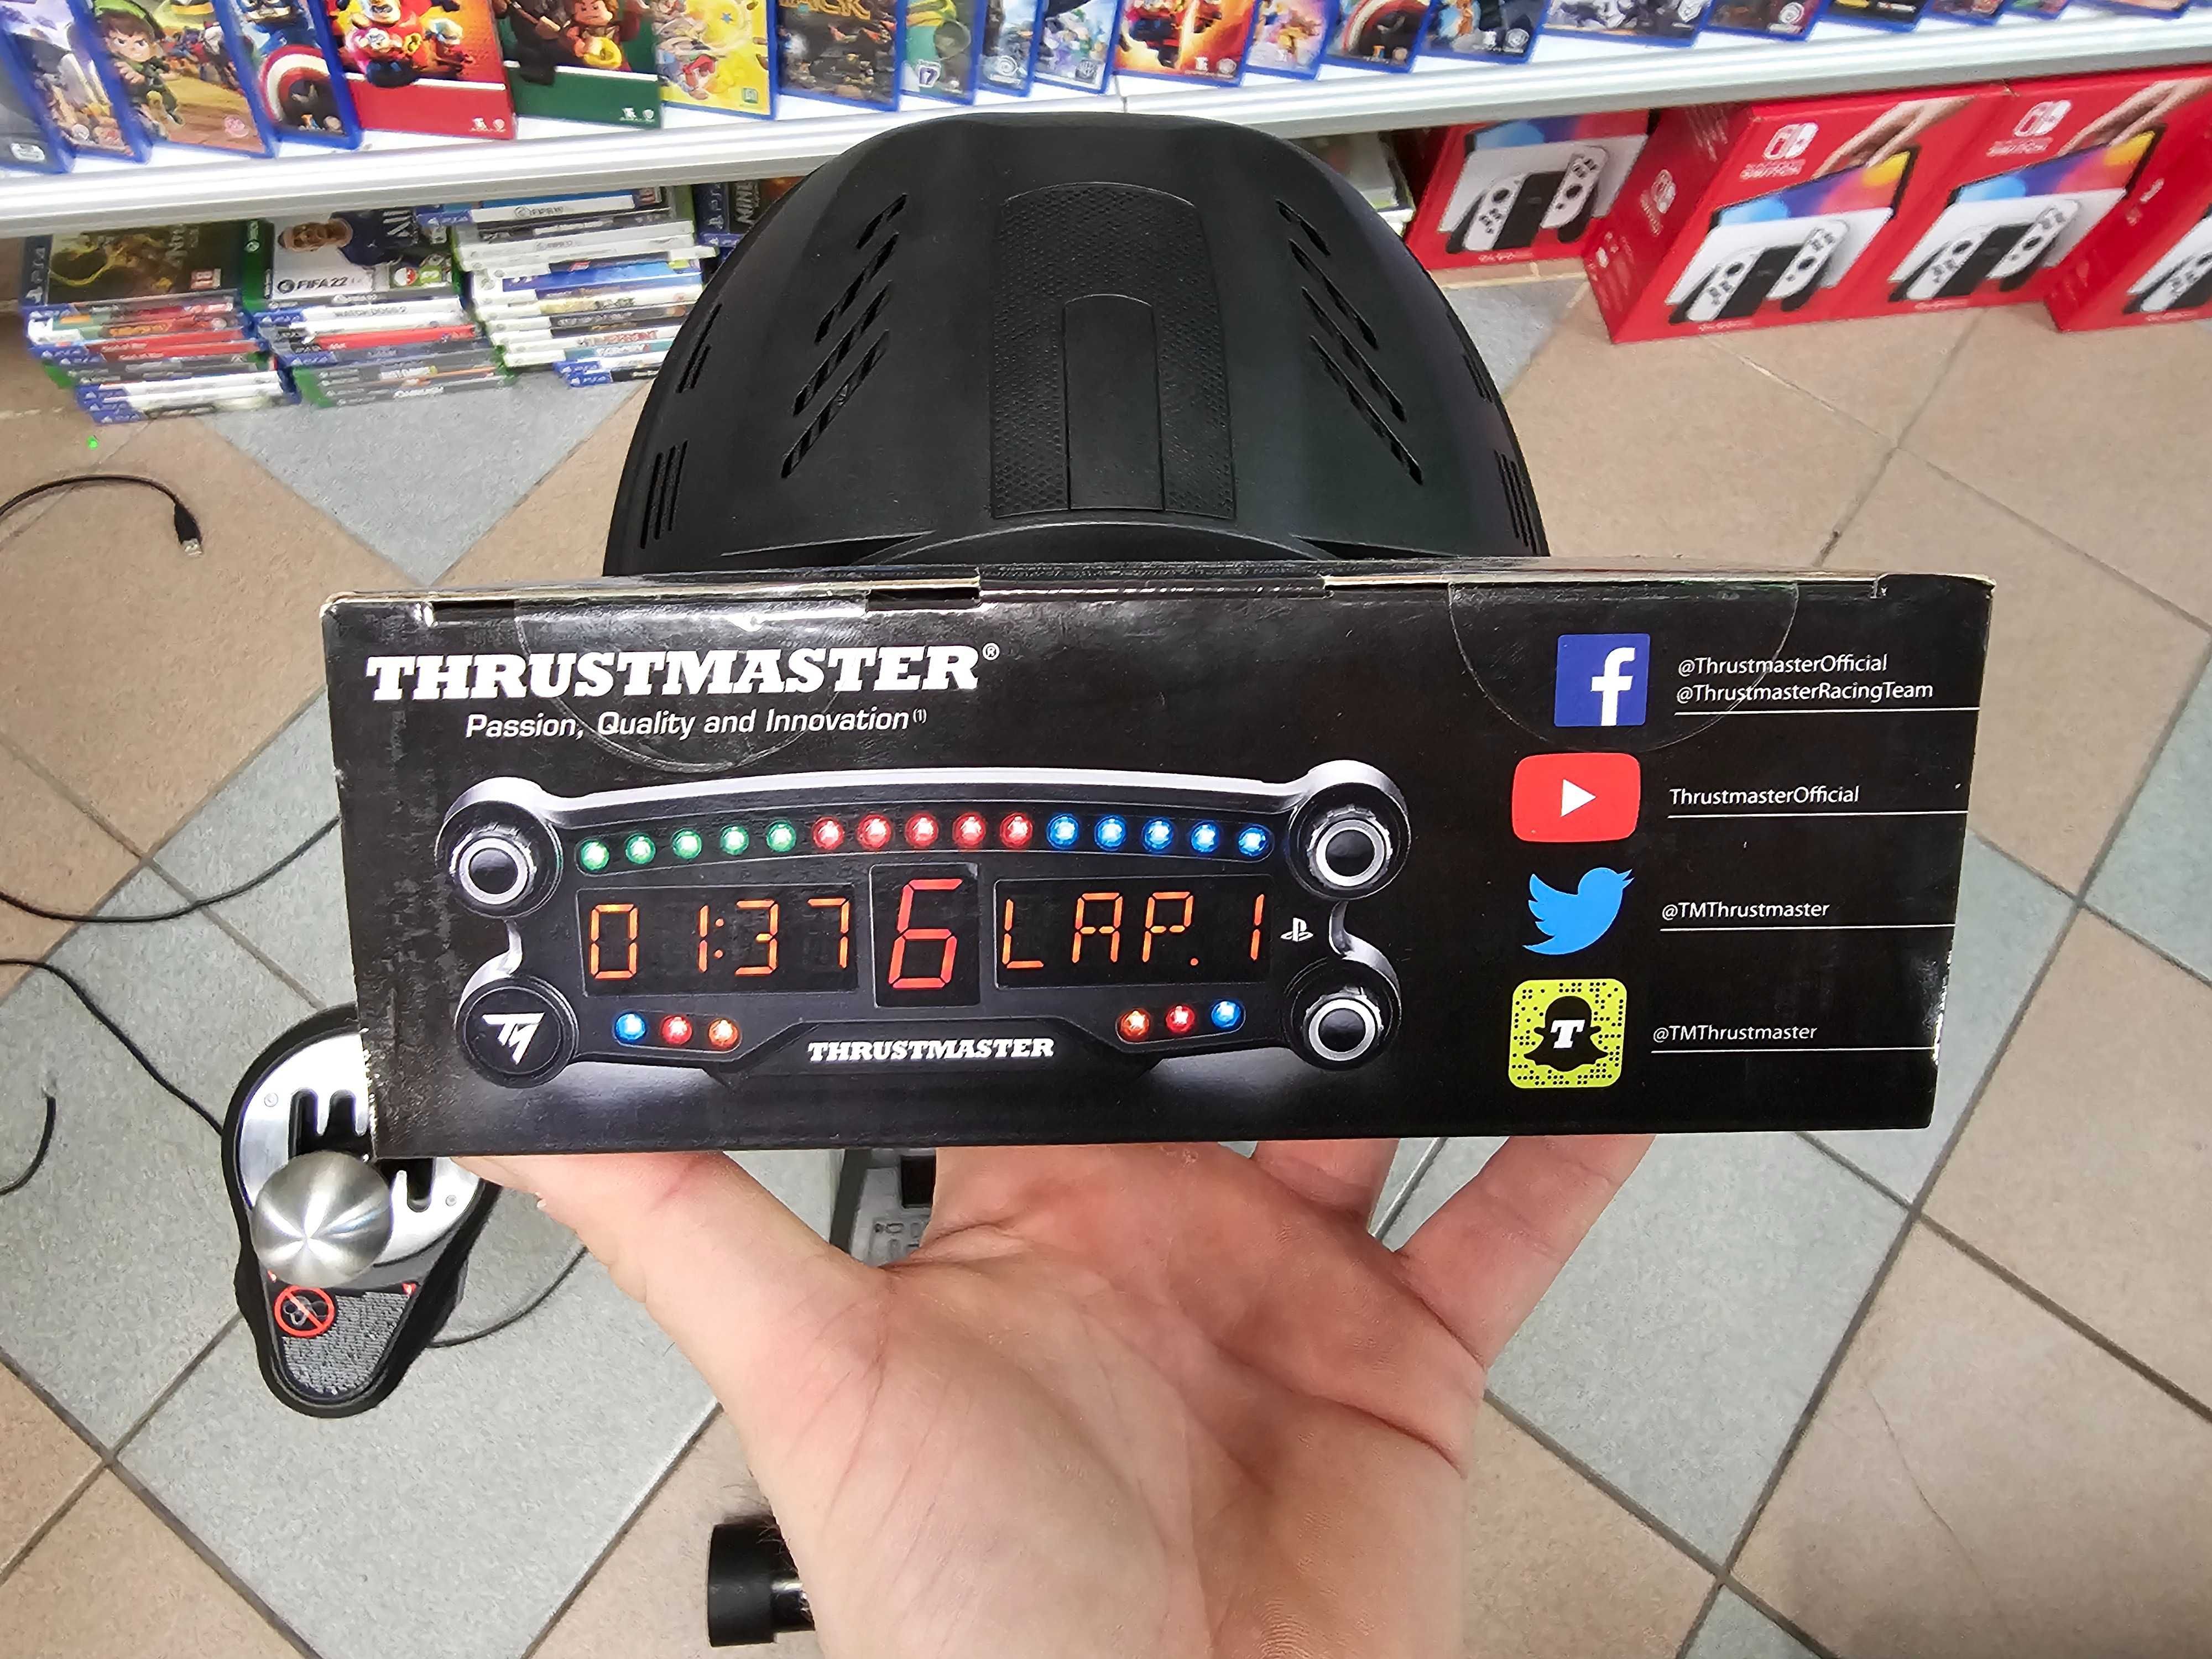 FIFA 22
THRUSTMASTER®
Passion, Quality and Innovation(1)
01:37 6 LAP. 1
THRUSTMASTER
@ThrustmasterOfficial
@ThrustmasterRacingTeam
ThrustmasterOfficial
@TMThrustmaster
T
@TMThrustmaster